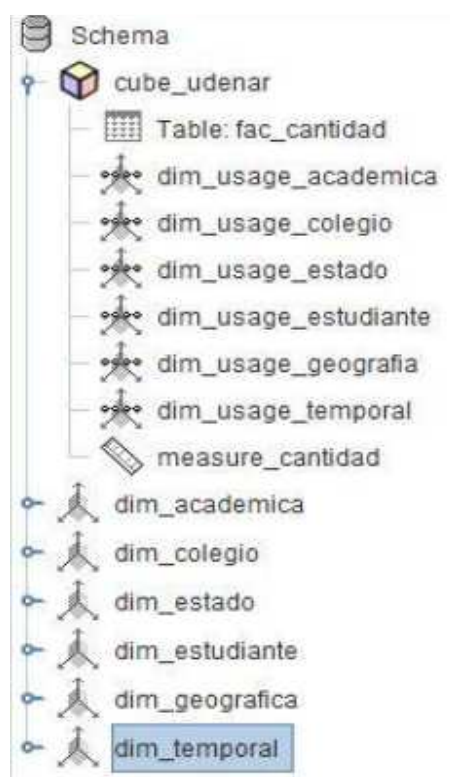 Schema
cube_udenar
Table: fac_cantidad
dim_usage_academica
dim_usage_colegio
dim_usage_estado
dim_usage_estudiante
dim_usage_geografia
dim_usage_temporal
measure_cantidad
dim_academica
dim_colegio
dim_estado
dim_estudiante
dim_geografica
dim_temporal